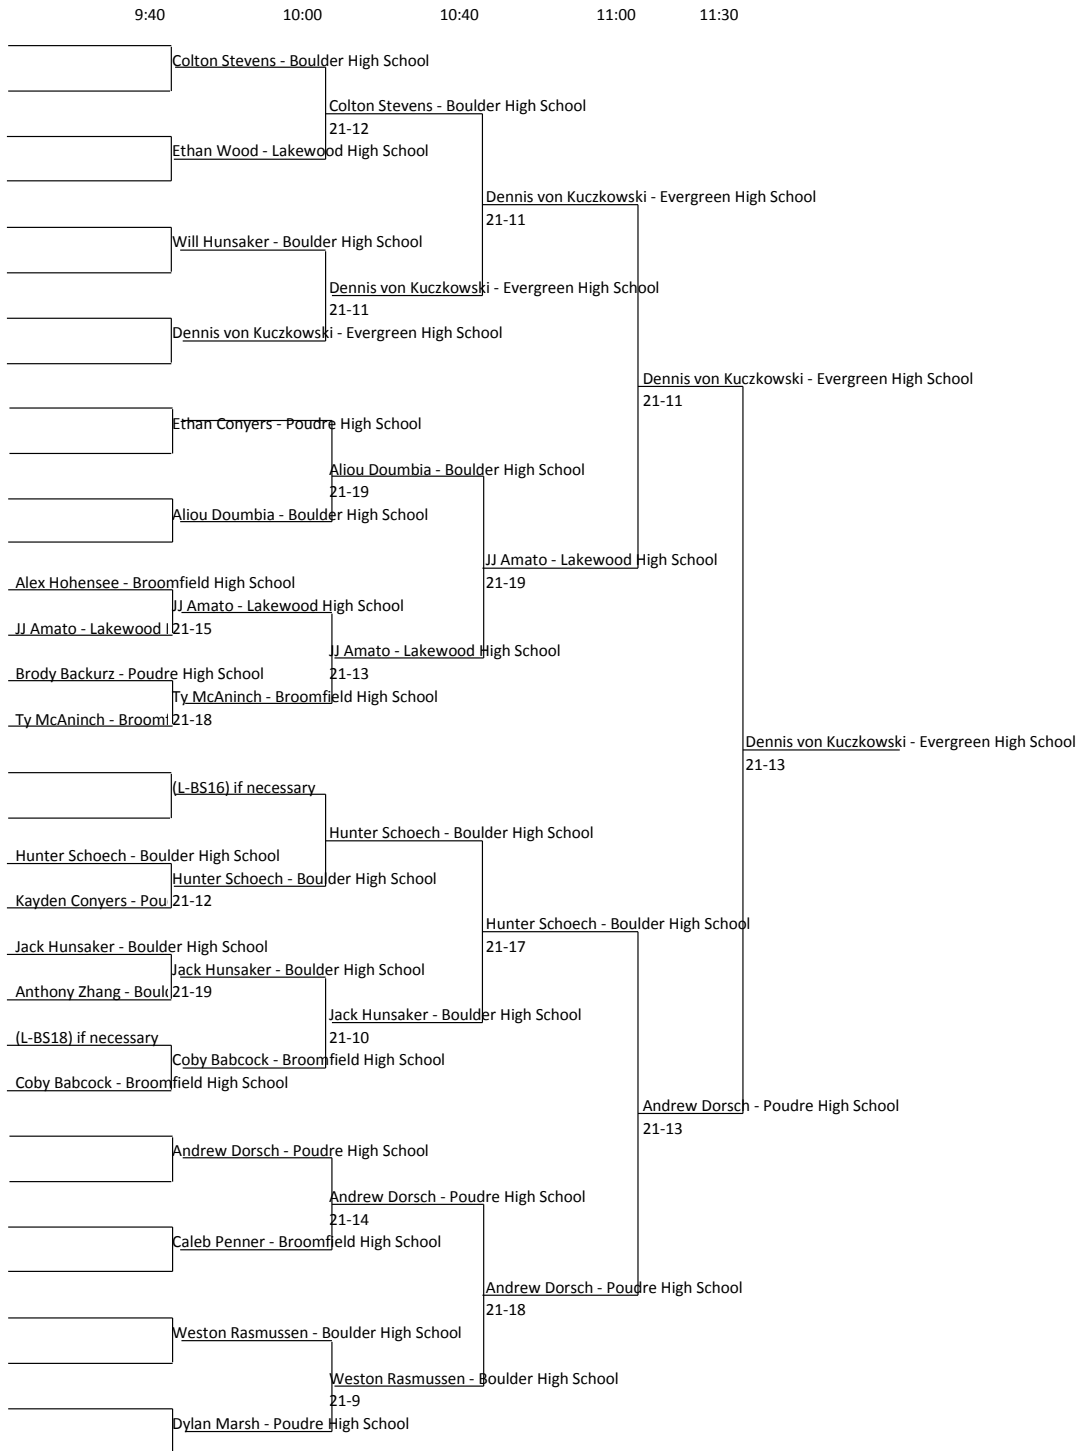 9:40 10:00 10:40 11:00 11:30
Colton Stevens - Boulder High School
Colton Stevens - Boulder High School
21-12
Ethan Wood - Lakewood High School
Dennis von Kuczkowski - Evergreen High School
21-11
Will Hunsaker - Boulder High School
Dennis von Kuczkowski - Evergreen High School
21-11
Dennis von Kuczkowski - Evergreen High School
Dennis von Kuczkowski - Evergreen High School
21-11
Ethan Conyers - Poudre High School
Aliou Doumbia - Boulder High School
21-19
Aliou Doumbia - Boulder High School
JJ Amato - Lakewood High School
21-19
Alex Hohensee - Broomfield High School
JJ Amato - Lakewood High School
JJ Amato - Lakewood 21-15
JJ Amato - Lakewood High School
21-13
Brody Backurz - Poudre High School
Ty McAninch - Broomfield High School
Ty McAninch - 21-18
Dennis von Kuczkowski - Evergreen High School
21-13
(L-BS16) if necessary
Hunter Schoech - Boulder High School
Hunter Schoech - Boulder High School
Hunter Schoech - Boulder High School
Kayden Conyers - Pou 21-12
Hunter Schoech - Boulder High School
21-17
Jack Hunsaker - Boulder High School
Jack Hunsaker - Boulder High School
Anthony Zhang - 21-19
Jack Hunsaker - Boulder High School
21-10
(L-BS18) if necessary
Coby Babcock - Broomfield High School
Coby Babcock - Broomfield High School
Andrew Dorsch - Poudre High School
21-13
Andrew Dorsch - Poudre High School
Andrew Dorsch - Poudre High School
21-14
Caleb Penner - Broomfield High School
Andrew Dorsch - Poudre High School
21-18
Weston Rasmussen - Boulder High School
Weston Rasmussen - Boulder High School
21-9
Dylan Marsh - Poudre High School